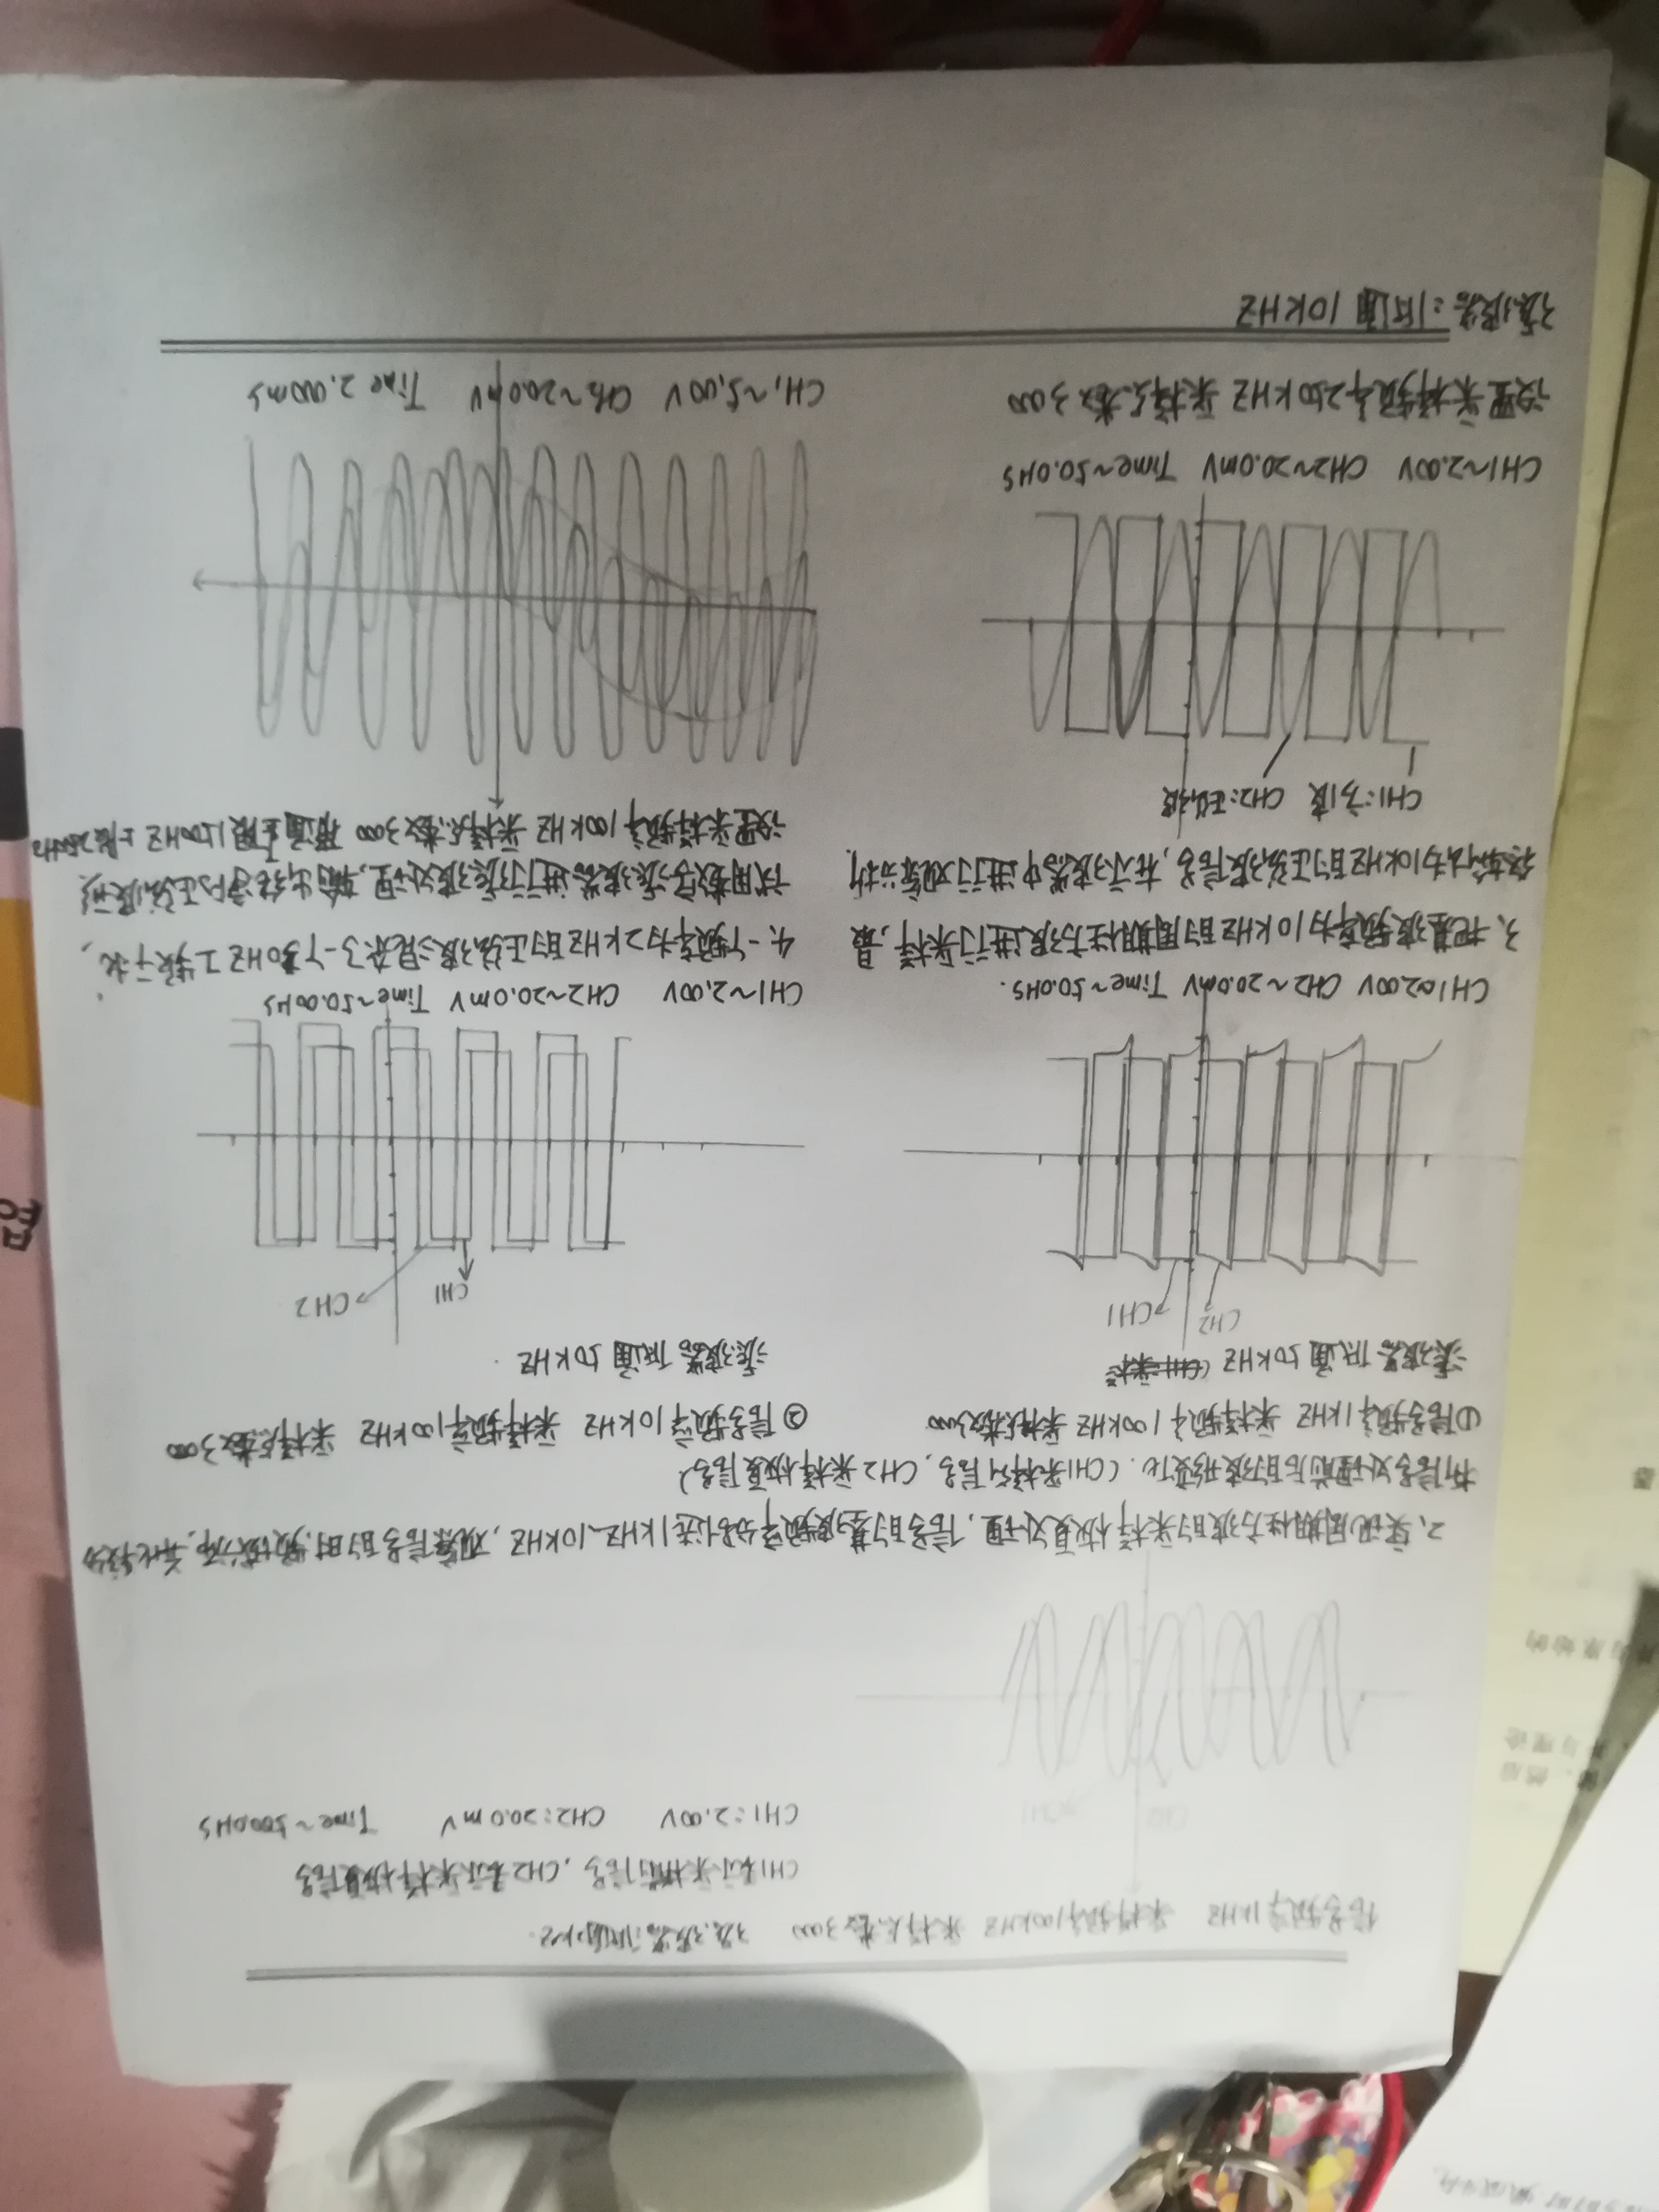 信号频率1KHZ 采样频率100KHZ 采样点数3000 滤波器低通2KHZ.
CH1表示采样前信号,CH2表示采样恢复信号
CH1:2.00V CH2:20.0mV Time~500.0μs
CH2 CH1
2、实现周期性方波的采样恢复处理,信号的基波频率分别选1KHZ、10KHZ,观察信号的时、频域分布,并比较分
析信号处理前后的波形变化.(CH1采样前信号,CH2采样恢复信号)
①信号频率1KHZ 采样频率100KHZ 采样点数3000
滤波器低通50KHZ
CH2 CH1
CH1~2.00V CH2~20.0mV Time~50.0μs.
②信号频率10KHZ 采样频率100KHZ 采样点数3000
滤波器低通50KHZ.
CH1 CH2
CH1~2.00V CH2~20.0mV Time~50.00μs
3、把基波频率为10KHZ的周期性方波进行采样,最
终输出为10KHZ的正弦波信号,在示波器中进行观察分析.
CH1:方波 CH2:正弦波
CH1~2.00V CH2~20.0mV Time~50.0μs
设置采样频率250KHZ 采样点数3000
滤波器:低通10KHZ
4、一个频率为2KHZ的正弦波混杂了一个50HZ工频干扰,
试用数字滤波器进行滤波处理,输出纯净的正弦波形
设置采样频率100KHZ 采样点数3000 带通下限1500HZ 上限2500HZ
CH1~5.00V CH2~20.0mV Time 2.000ms
然后
与理论
原始的
器